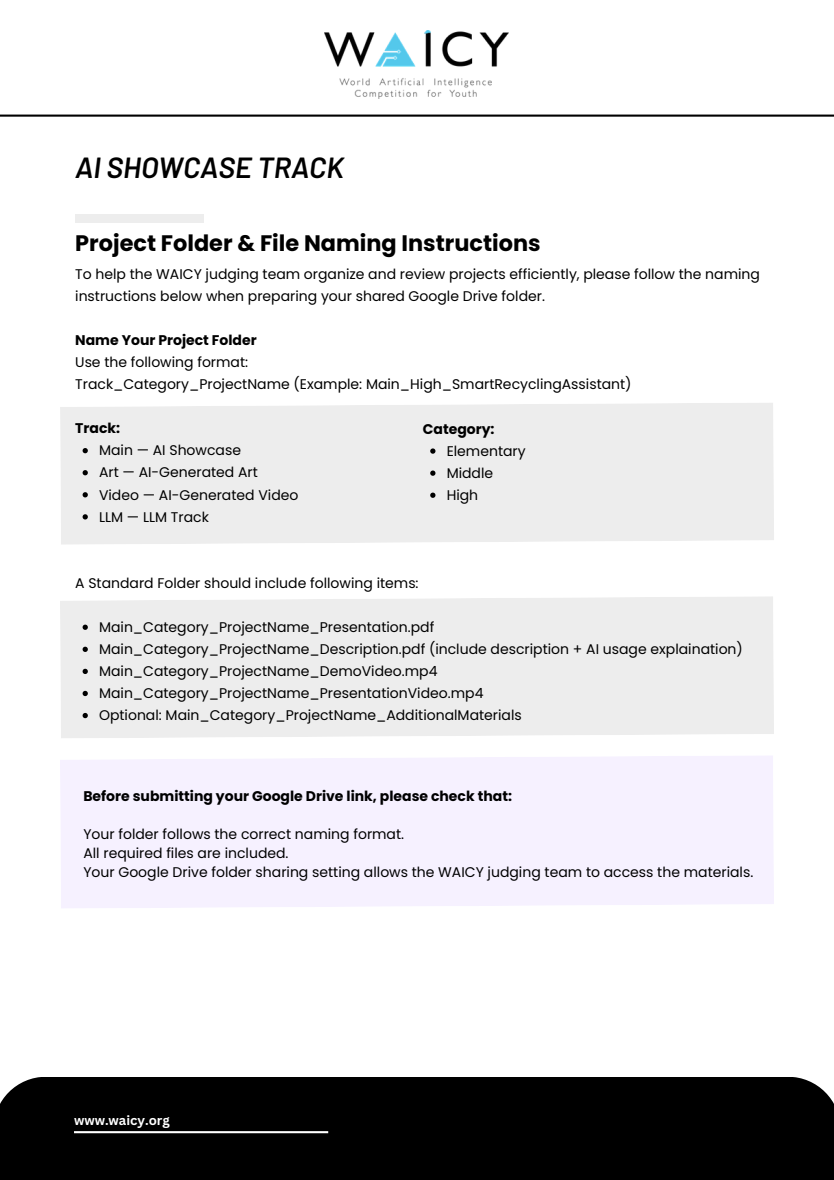 WAICY
World Artificial Intelligence
Competition for Youth
AI SHOWCASE TRACK
Project Folder & File Naming Instructions
To help the WAICY judging team organize and review projects efficiently, please follow the naming
instructions below when preparing your shared Google Drive folder.
Name Your Project Folder
Use the following format:
Track_Category_ProjectName (Example: Main_High_SmartRecyclingAssistant)
Track:
• Main — AI Showcase
• Art — AI-Generated Art
• Video — AI-Generated Video
• LLM — LLM Track
Category:
• Elementary
• Middle
• High
A Standard Folder should include following items:
• Main_Category_ProjectName_Presentation.pdf
• Main_Category_ProjectName_Description.pdf (include description + AI usage explaination)
• Main_Category_ProjectName_DemoVideo.mp4
• Main_Category_ProjectName_PresentationVideo.mp4
• Optional: Main_Category_ProjectName_AdditionalMaterials
Before submitting your Google Drive link, please check that:
Your folder follows the correct naming format.
All required files are included.
Your Google Drive folder sharing setting allows the WAICY judging team to access the materials.
www.waicy.org